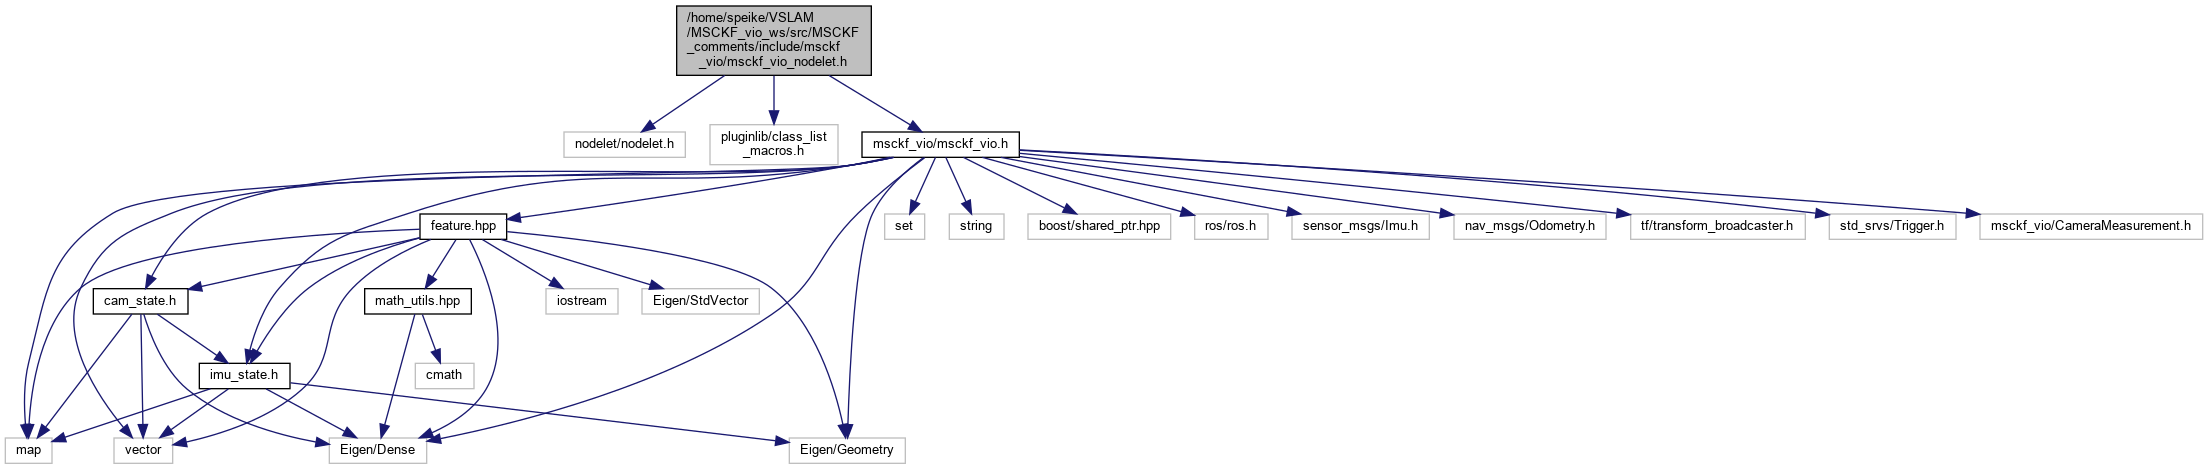 /home/speike/VSLAM
/MSCKF_vio_ws/src/MSCKF
_comments/include/msckf
_vio/msckf_vio_nodelet.h
nodelet/nodelet.h
pluginlib/class_list
_macros.h
msckf_vio/msckf_vio.h
feature.hpp
set
string
boost/shared_ptr.hpp
ros/ros.h
sensor_msgs/Imu.h
nav_msgs/Odometry.h
tf/transform_broadcaster.h
std_srvs/Trigger.h
msckf_vio/CameraMeasurement.h
cam_state.h
math_utils.hpp
iostream
Eigen/StdVector
imu_state.h
cmath
map
vector
Eigen/Dense
Eigen/Geometry